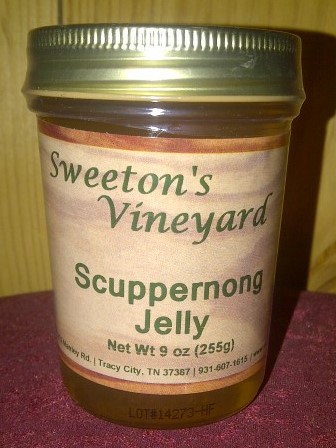 Sweeton's
Vineyard
Scuppernong
Jelly
Net Wt 9 oz (255g)
Rd. | Tracy City, TN 37387 | 931-607-1615 |
LOT#14273-HF